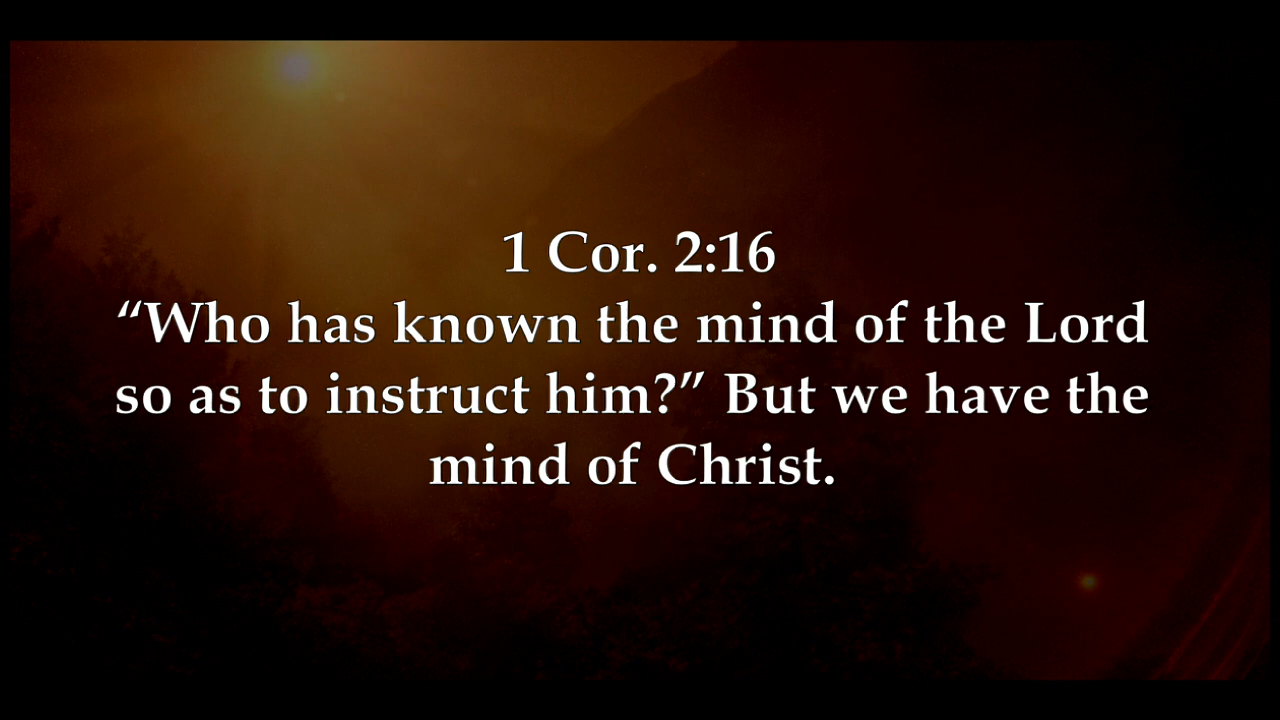 1 Cor. 2:16
“Who has known the mind of the Lord
so as to instruct him?” But we have the
mind of Christ.